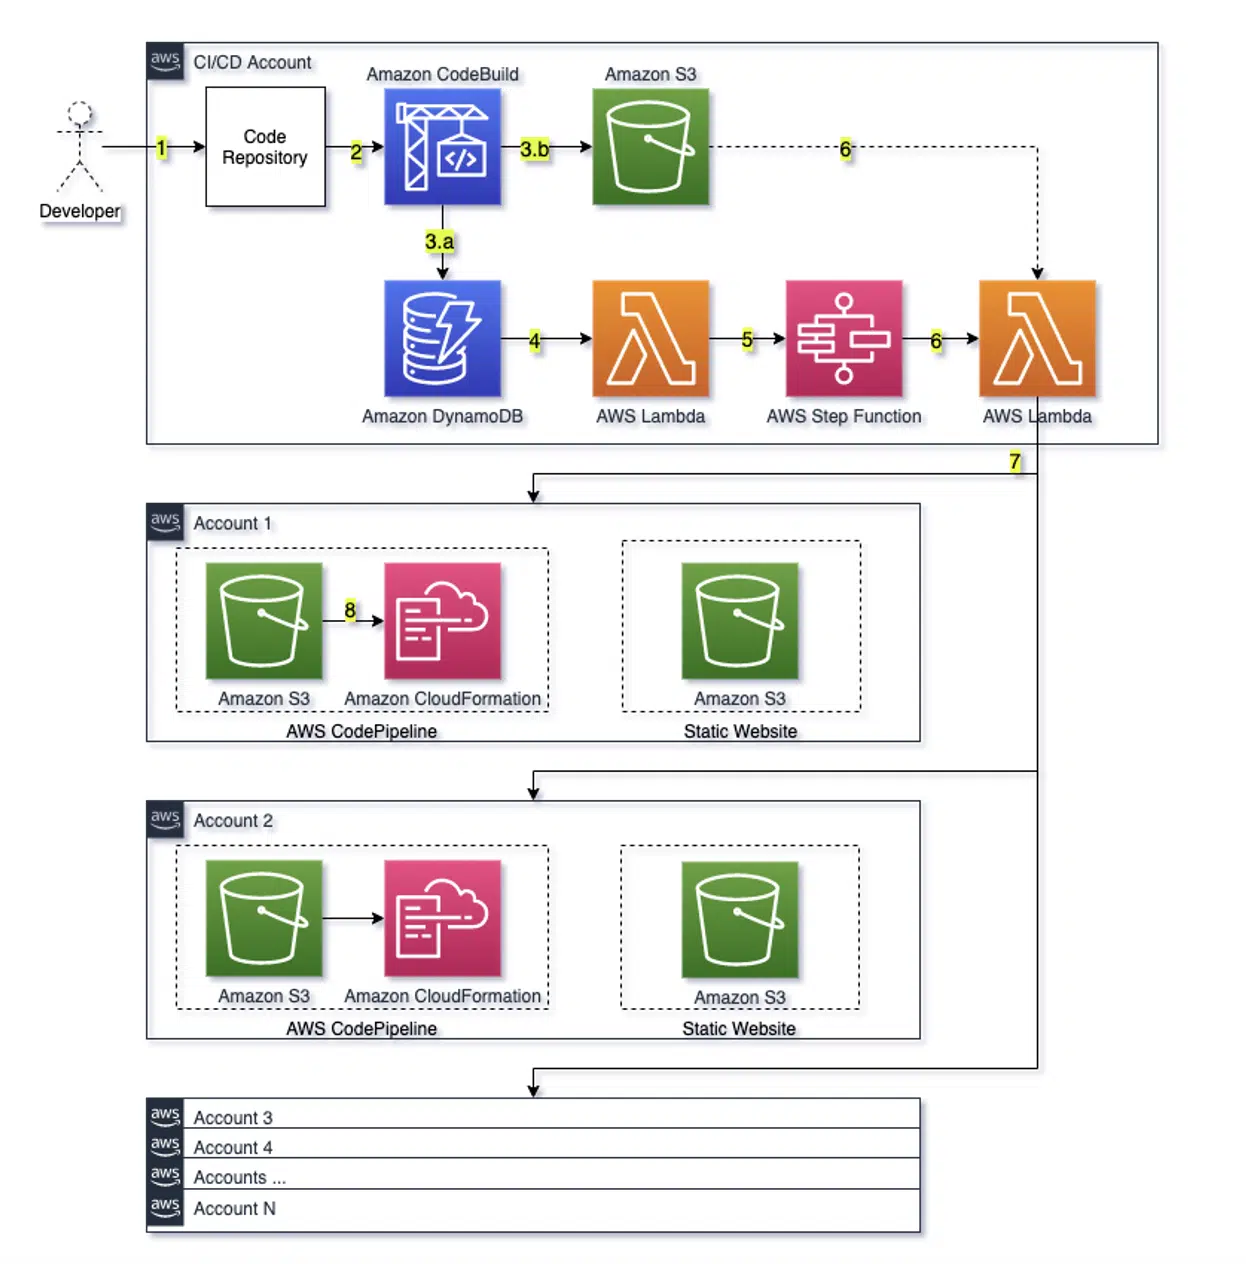 aws
CI/CD Account
Amazon CodeBuild
Amazon S3
Developer
1
Code
Repository
2
3.b
6
3.a
4
5
6
Amazon DynamoDB
AWS Lambda
AWS Step Function
AWS Lambda
7
aws
Account 1
8
Amazon S3
Amazon CloudFormation
AWS CodePipeline
Amazon S3
Static Website
aws
Account 2
Amazon S3
Amazon CloudFormation
AWS CodePipeline
Amazon S3
Static Website
aws
Account 3
aws
Account 4
aws
Accounts ...
aws
Account N